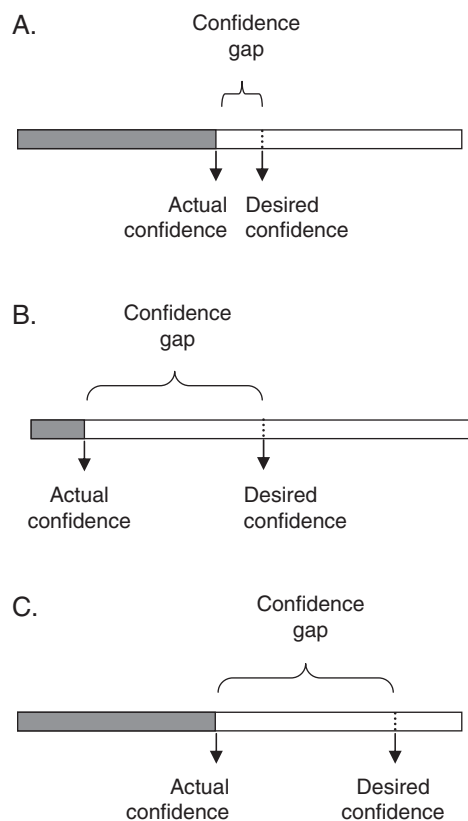 A.
Confidence
gap
Actual Desired
confidence confidence
B.
Confidence
gap
Actual Desired
confidence confidence
C.
Confidence
gap
Actual Desired
confidence confidence